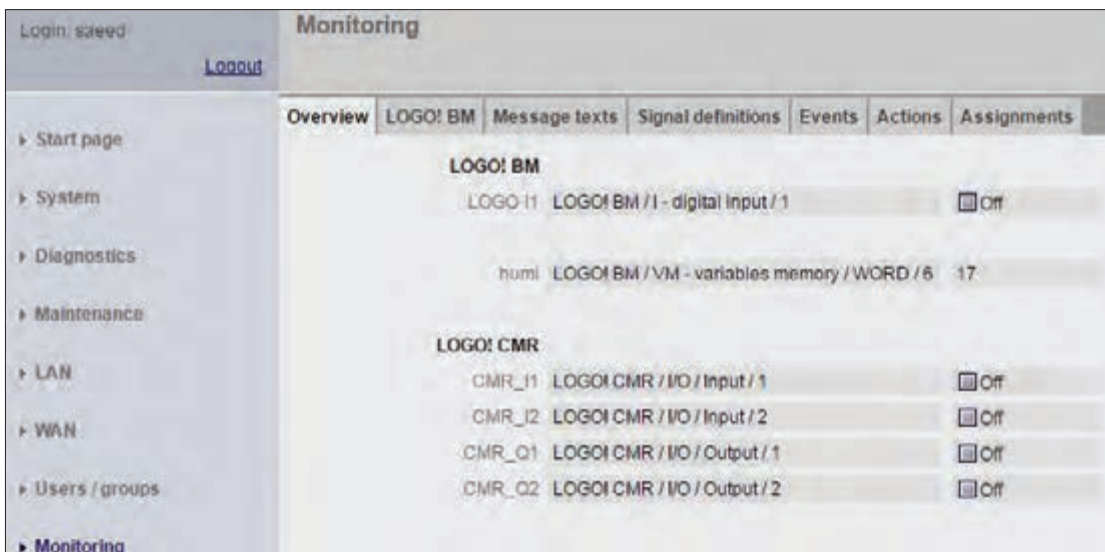 Login: saeed
Logout
Monitoring
Overview LOGO! BM Message texts Signal definitions Events Actions Assignments
Start page
System
Diagnostics
Maintenance
LAN
WAN
Users / groups
Monitoring
LOGO! BM
LOGO I1 LOGO! BM / I - digital input / 1 Off
humi LOGO! BM / VM - variables memory / WORD / 6 17
LOGO! CMR
CMR_I1 LOGO! CMR / I/O / Input / 1 Off
CMR_I2 LOGO! CMR / I/O / Input / 2 Off
CMR_Q1 LOGO! CMR / I/O / Output / 1 Off
CMR_Q2 LOGO! CMR / I/O / Output / 2 Off